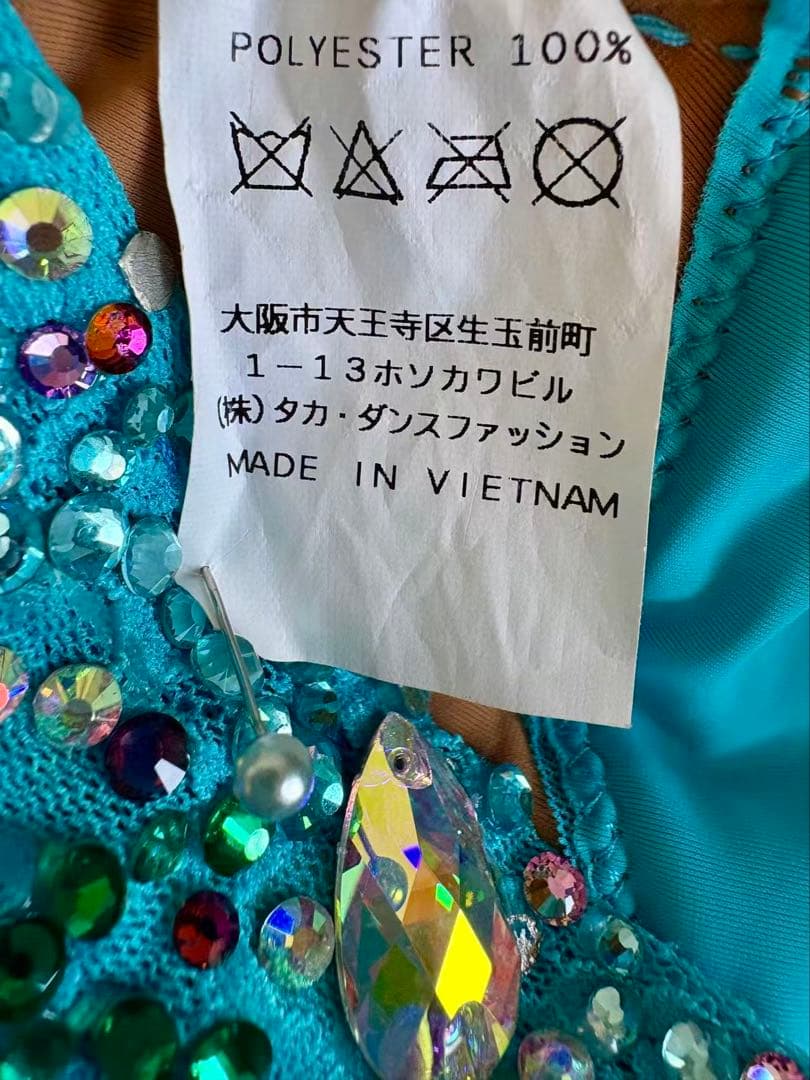 POLYESTER 100%
大阪市天王寺区生玉前町
1－13ホソカワビル
(株)タカ・ダンスファッション
MADE IN VIETNAM